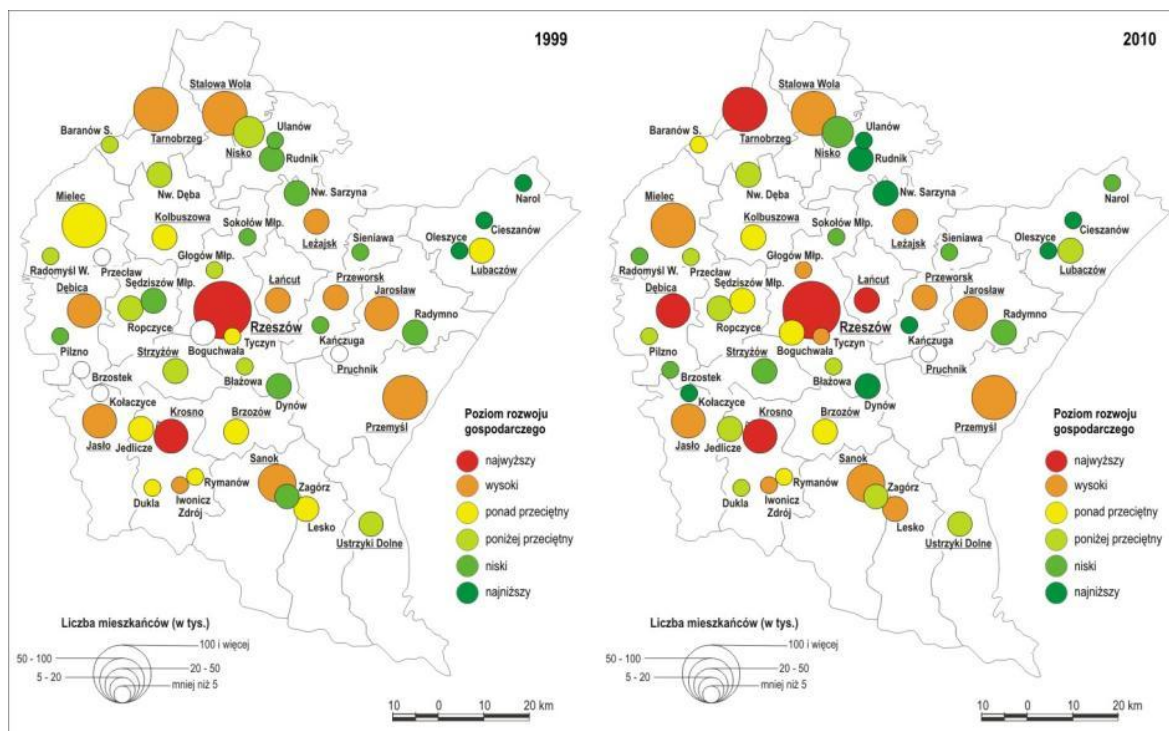 1999
Stalowa Wola
Tarnobrzeg
Baranów S.
Ulanów
Nisko
Rudnik
Nw. Dęba
Nw. Sarzyna
Narol
Mielec
Kolbuszowa
Sokołów Młp.
Leżajsk
Cieszanów
Oleszyce
Sieniawa
Lubaczów
Radomyśl W.
Przecław
Głogów Młp.
Sędziszów Młp.
Dębica
Łańcut
Przeworsk
Jarosław
Ropczyce
Rzeszów
Radymno
Pilzno
Boguchwała
Tyczyn
Kańczuga
Strzyżów
Pruchnik
Brzostek
Błażowa
Dynów
Kołaczyce
Krosno
Brzozów
Przemyśl
Jasło
Jedlicze
Sanok
Rymanów
Zagórz
Dukla
Iwonicz
Zdrój
Lesko
Ustrzyki Dolne
Poziom rozwoju
gospodarczego
najwyższy
wysoki
ponad przeciętny
poniżej przeciętny
niski
najniższy
Liczba mieszkańców (w tys.)
100 i więcej
50 - 100
20 - 50
5 - 20
mniej niż 5
10 0 10 20 km
2010
Stalowa Wola
Tarnobrzeg
Baranów S.
Ulanów
Nisko
Rudnik
Nw. Dęba
Nw. Sarzyna
Narol
Mielec
Kolbuszowa
Sokołów Młp.
Leżajsk
Cieszanów
Oleszyce
Sieniawa
Lubaczów
Radomyśl W.
Przecław
Głogów Młp.
Sędziszów Młp.
Dębica
Łańcut
Przeworsk
Jarosław
Ropczyce
Rzeszów
Radymno
Pilzno
Boguchwała
Tyczyn
Kańczuga
Strzyżów
Pruchnik
Brzostek
Błażowa
Dynów
Kołaczyce
Krosno
Brzozów
Przemyśl
Jasło
Jedlicze
Sanok
Rymanów
Zagórz
Dukla
Iwonicz
Zdrój
Lesko
Ustrzyki Dolne
Poziom rozwoju
gospodarczego
najwyższy
wysoki
ponad przeciętny
poniżej przeciętny
niski
najniższy
Liczba mieszkańców (w tys.)
100 i więcej
50 - 100
20 - 50
5 - 20
mniej niż 5
10 0 10 20 km